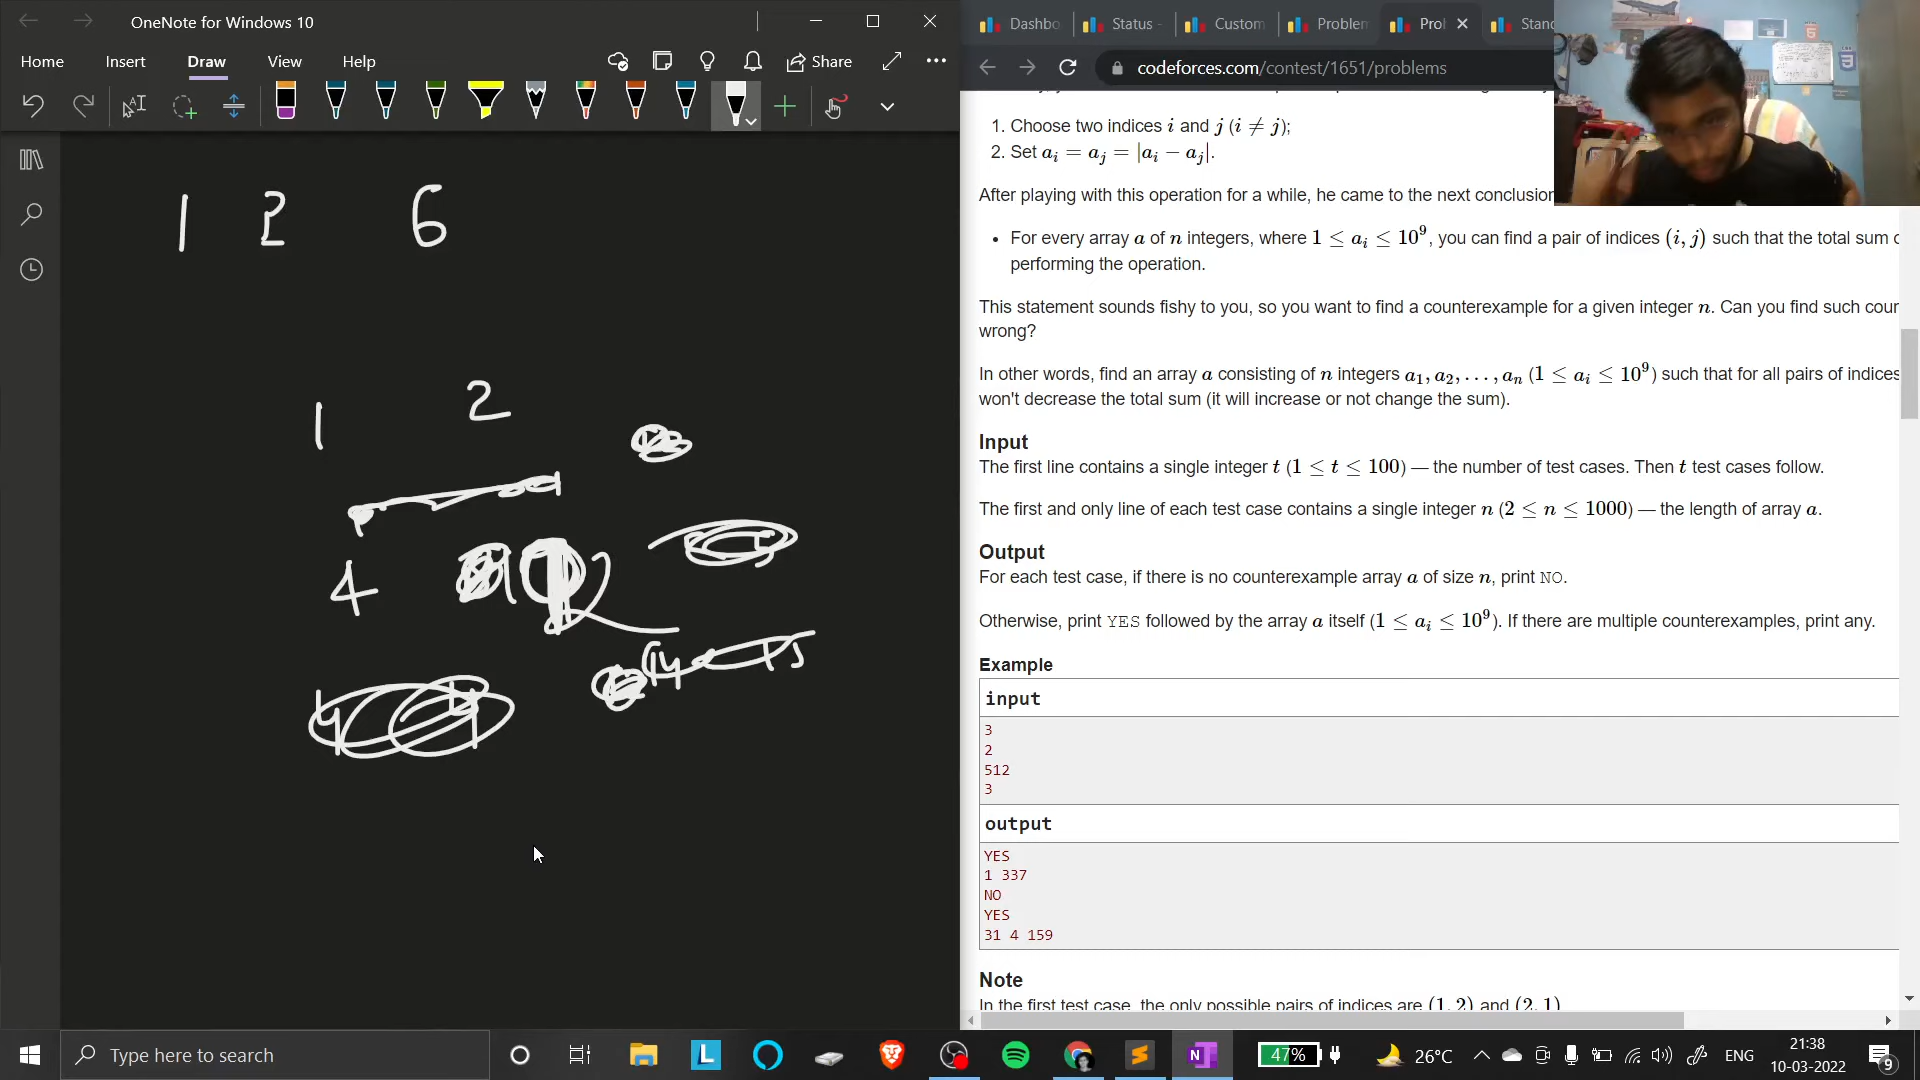 OneNote for Windows 10
Home Insert Draw View Help Share
1 2 6
1 2
4
14 15
Dashbo Status - Custom Problem Prol Stand
codeforces.com/contest/1651/problems
1. Choose two indices i and j (i ≠ j);
2. Set a_i = a_j = |a_i − a_j|.
After playing with this operation for a while, he came to the next conclusion
• For every array a of n integers, where 1 ≤ a_i ≤ 10^9, you can find a pair of indices (i, j) such that the total sum o
performing the operation.
This statement sounds fishy to you, so you want to find a counterexample for a given integer n. Can you find such coun
wrong?
In other words, find an array a consisting of n integers a_1, a_2, …, a_n (1 ≤ a_i ≤ 10^9) such that for all pairs of indices
won't decrease the total sum (it will increase or not change the sum).
Input
The first line contains a single integer t (1 ≤ t ≤ 100) — the number of test cases. Then t test cases follow.
The first and only line of each test case contains a single integer n (2 ≤ n ≤ 1000) — the length of array a.
Output
For each test case, if there is no counterexample array a of size n, print NO.
Otherwise, print YES followed by the array a itself (1 ≤ a_i ≤ 10^9). If there are multiple counterexamples, print any.
Example
input
3
2
512
3
output
YES
1 337
NO
YES
31 4 159
Note
In the first test case, the only possible pairs of indices are (1, 2) and (2, 1)
Type here to search
47% 26°C ENG
21:38
10-03-2022
9